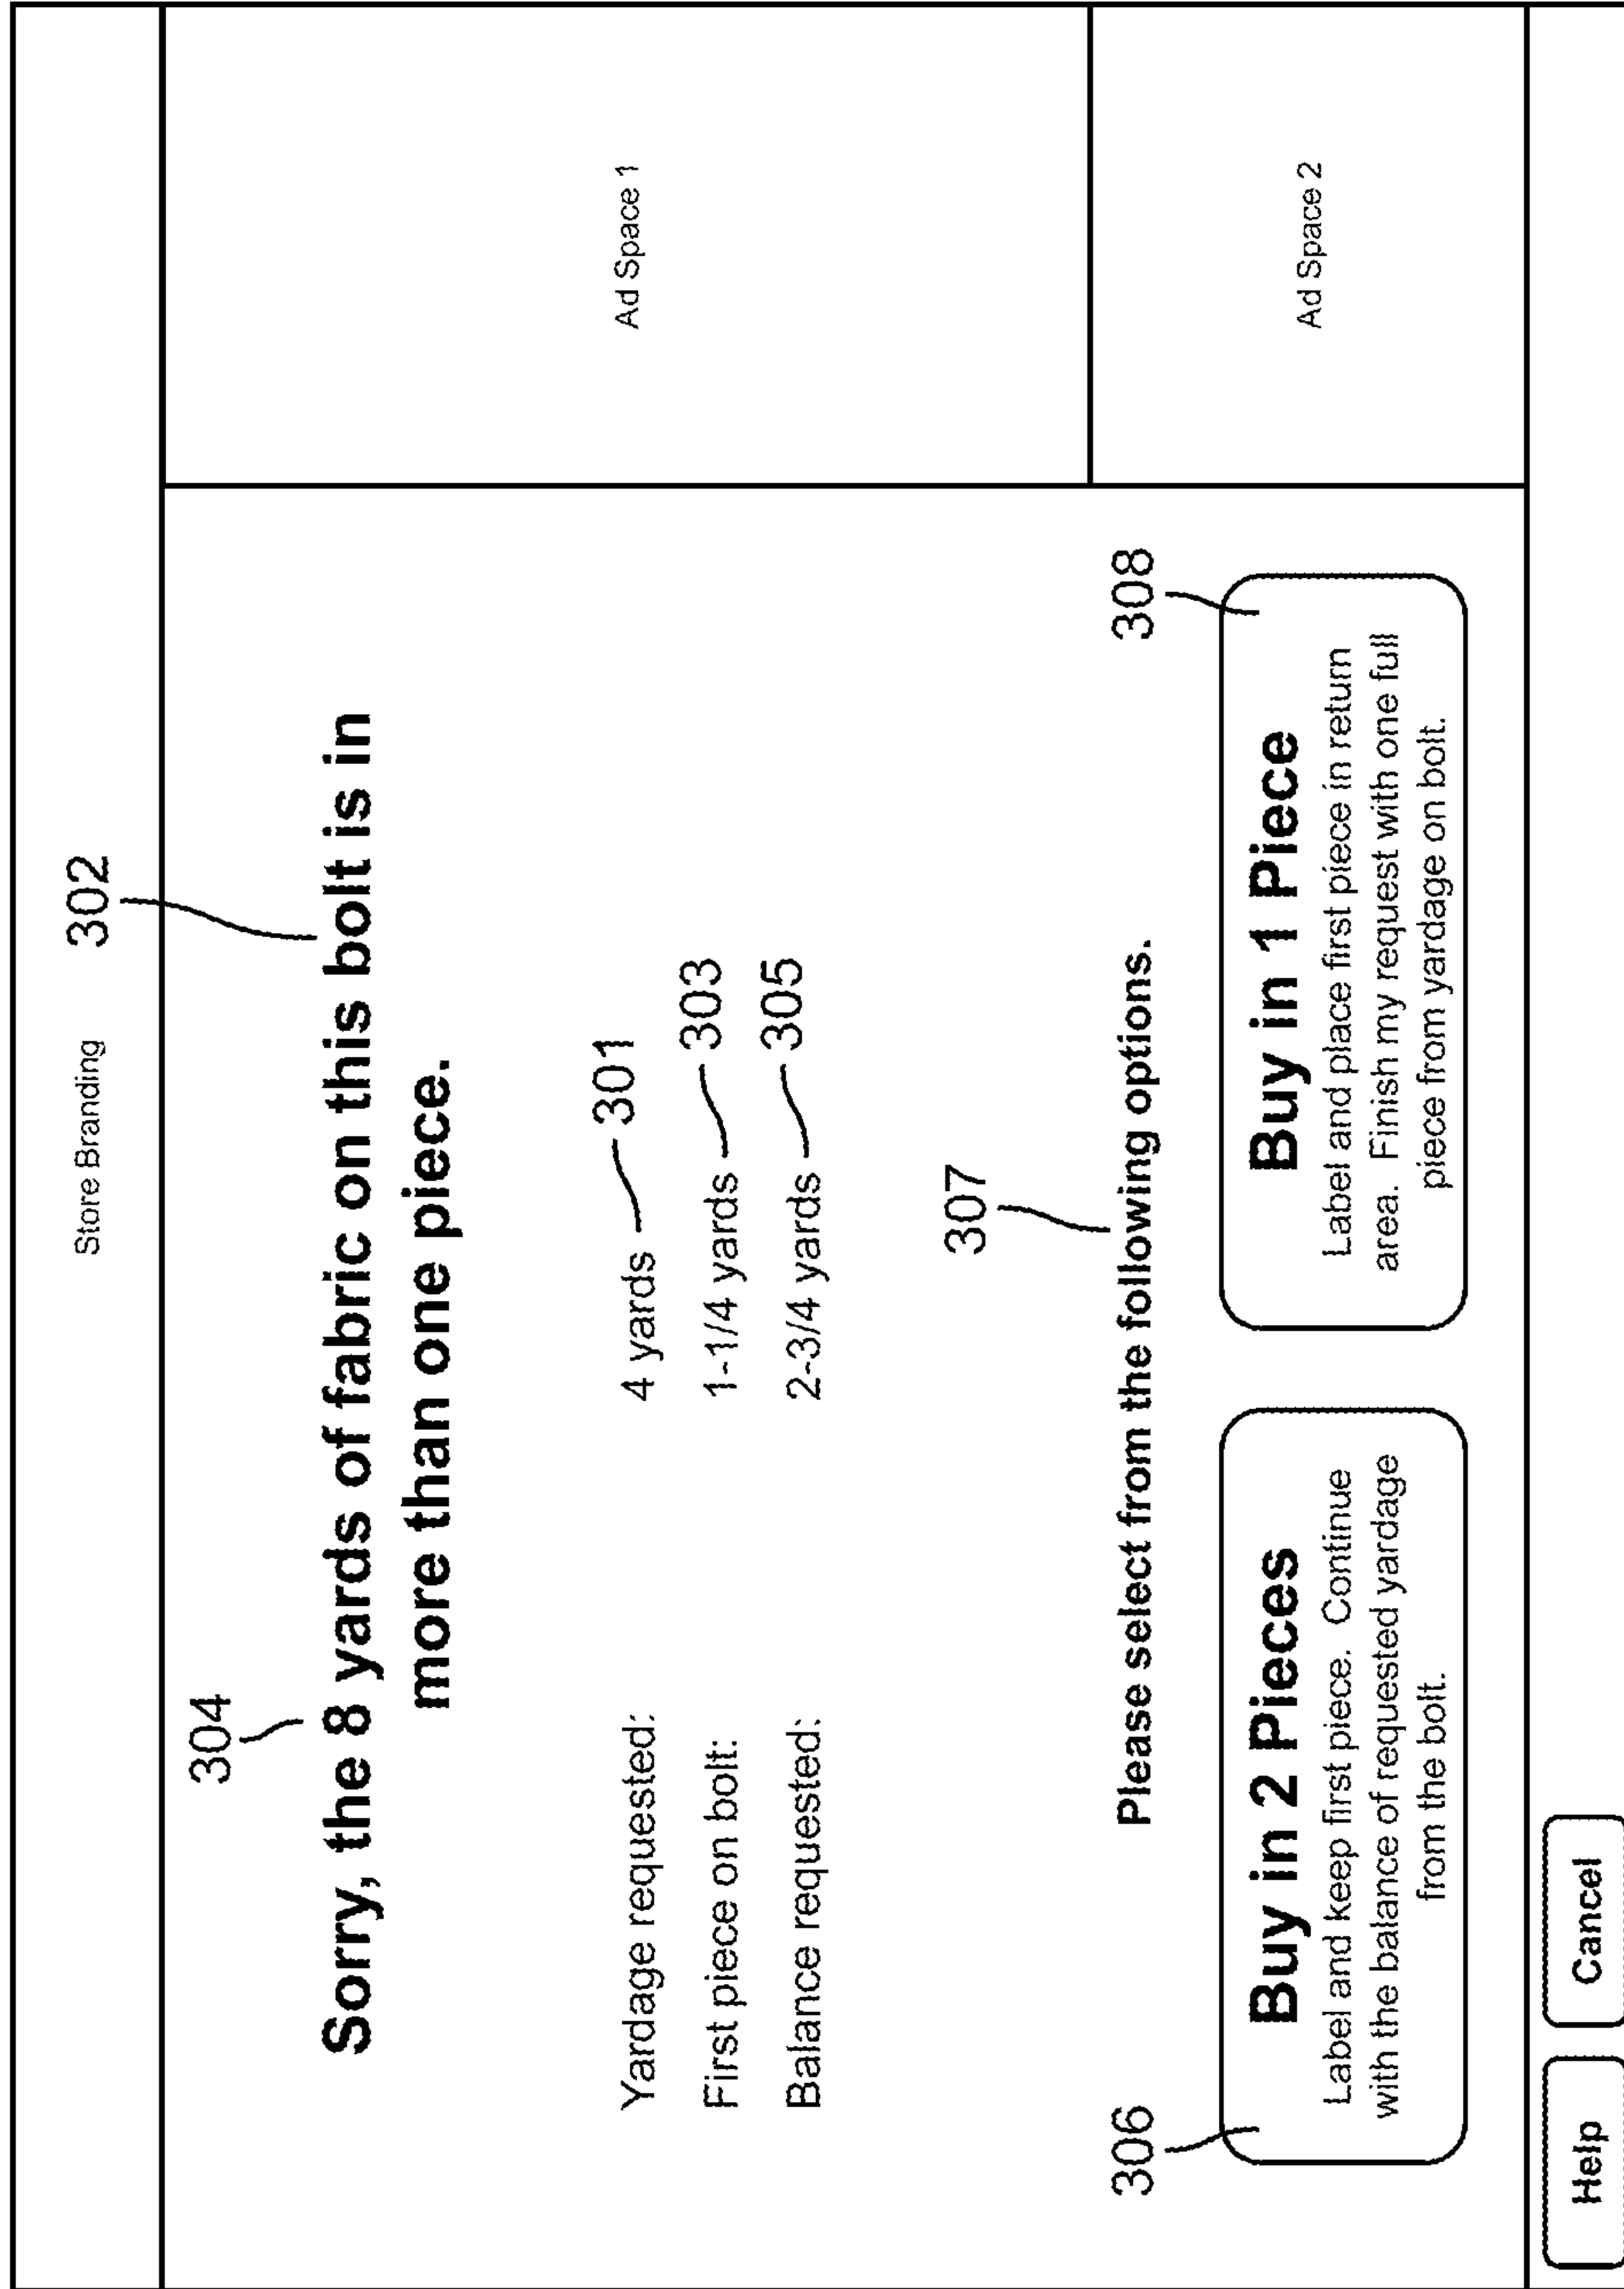 Store Branding
302
304
Sorry, the 8 yards of fabric on this bolt is in
more than one piece.
Yardage requested: 4 yards 301
First piece on bolt: 1-1/4 yards 303
Balance requested: 2-3/4 yards 305
Ad Space 1
307
Please select from the following options.
306
Buy in 2 Pieces
Label and keep first piece. Continue
with the balance of requested yardage
from the bolt.
308
Buy in 1 Piece
Label and place first piece in return
area. Finish my request with one full
piece from yardage on bolt.
Ad Space 2
Help
Cancel